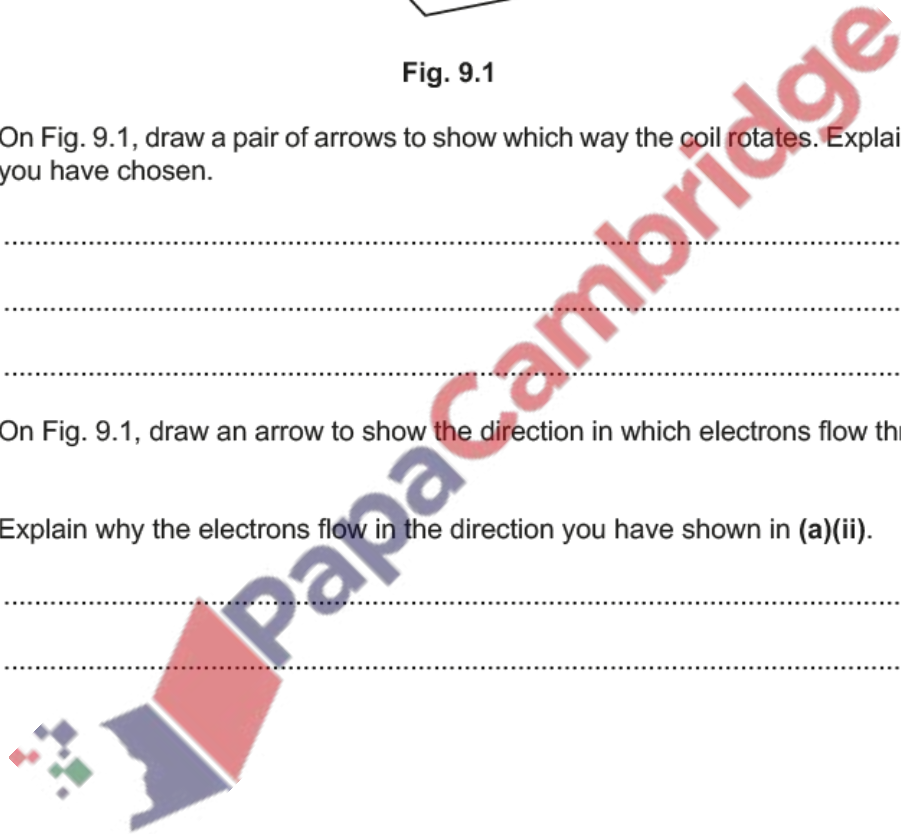 Fig. 9.1
On Fig. 9.1, draw a pair of arrows to show which way the coil rotates. Explai
you have chosen.
On Fig. 9.1, draw an arrow to show the direction in which electrons flow thr
Explain why the electrons flow in the direction you have shown in (a)(ii).
PapaCambridge